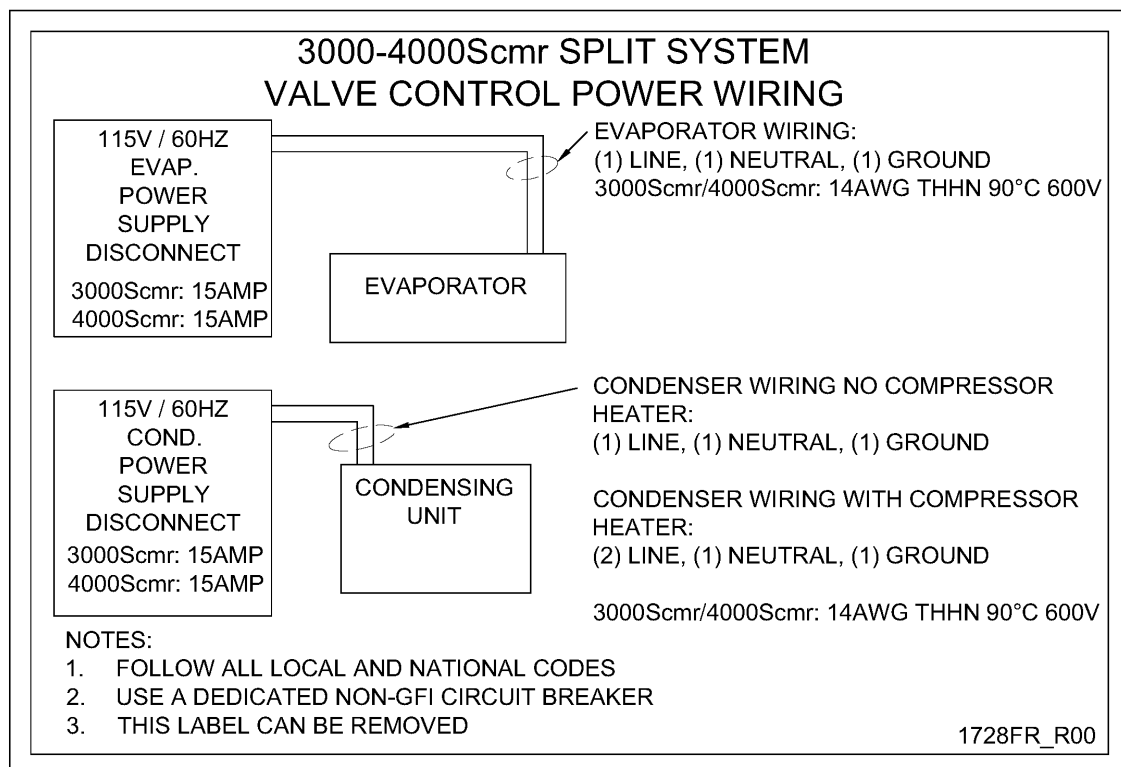 3000-4000Scmr SPLIT SYSTEM
VALVE CONTROL POWER WIRING
115V / 60HZ
EVAP.
POWER
SUPPLY
DISCONNECT
3000Scmr: 15AMP
4000Scmr: 15AMP
EVAPORATOR
EVAPORATOR WIRING:
(1) LINE, (1) NEUTRAL, (1) GROUND
3000Scmr/4000Scmr: 14AWG THHN 90°C 600V
115V / 60HZ
COND.
POWER
SUPPLY
DISCONNECT
3000Scmr: 15AMP
4000Scmr: 15AMP
CONDENSING
UNIT
CONDENSER WIRING NO COMPRESSOR
HEATER:
(1) LINE, (1) NEUTRAL, (1) GROUND
CONDENSER WIRING WITH COMPRESSOR
HEATER:
(2) LINE, (1) NEUTRAL, (1) GROUND
3000Scmr/4000Scmr: 14AWG THHN 90°C 600V
NOTES:
1. FOLLOW ALL LOCAL AND NATIONAL CODES
2. USE A DEDICATED NON-GFI CIRCUIT BREAKER
3. THIS LABEL CAN BE REMOVED
1728FR_R00